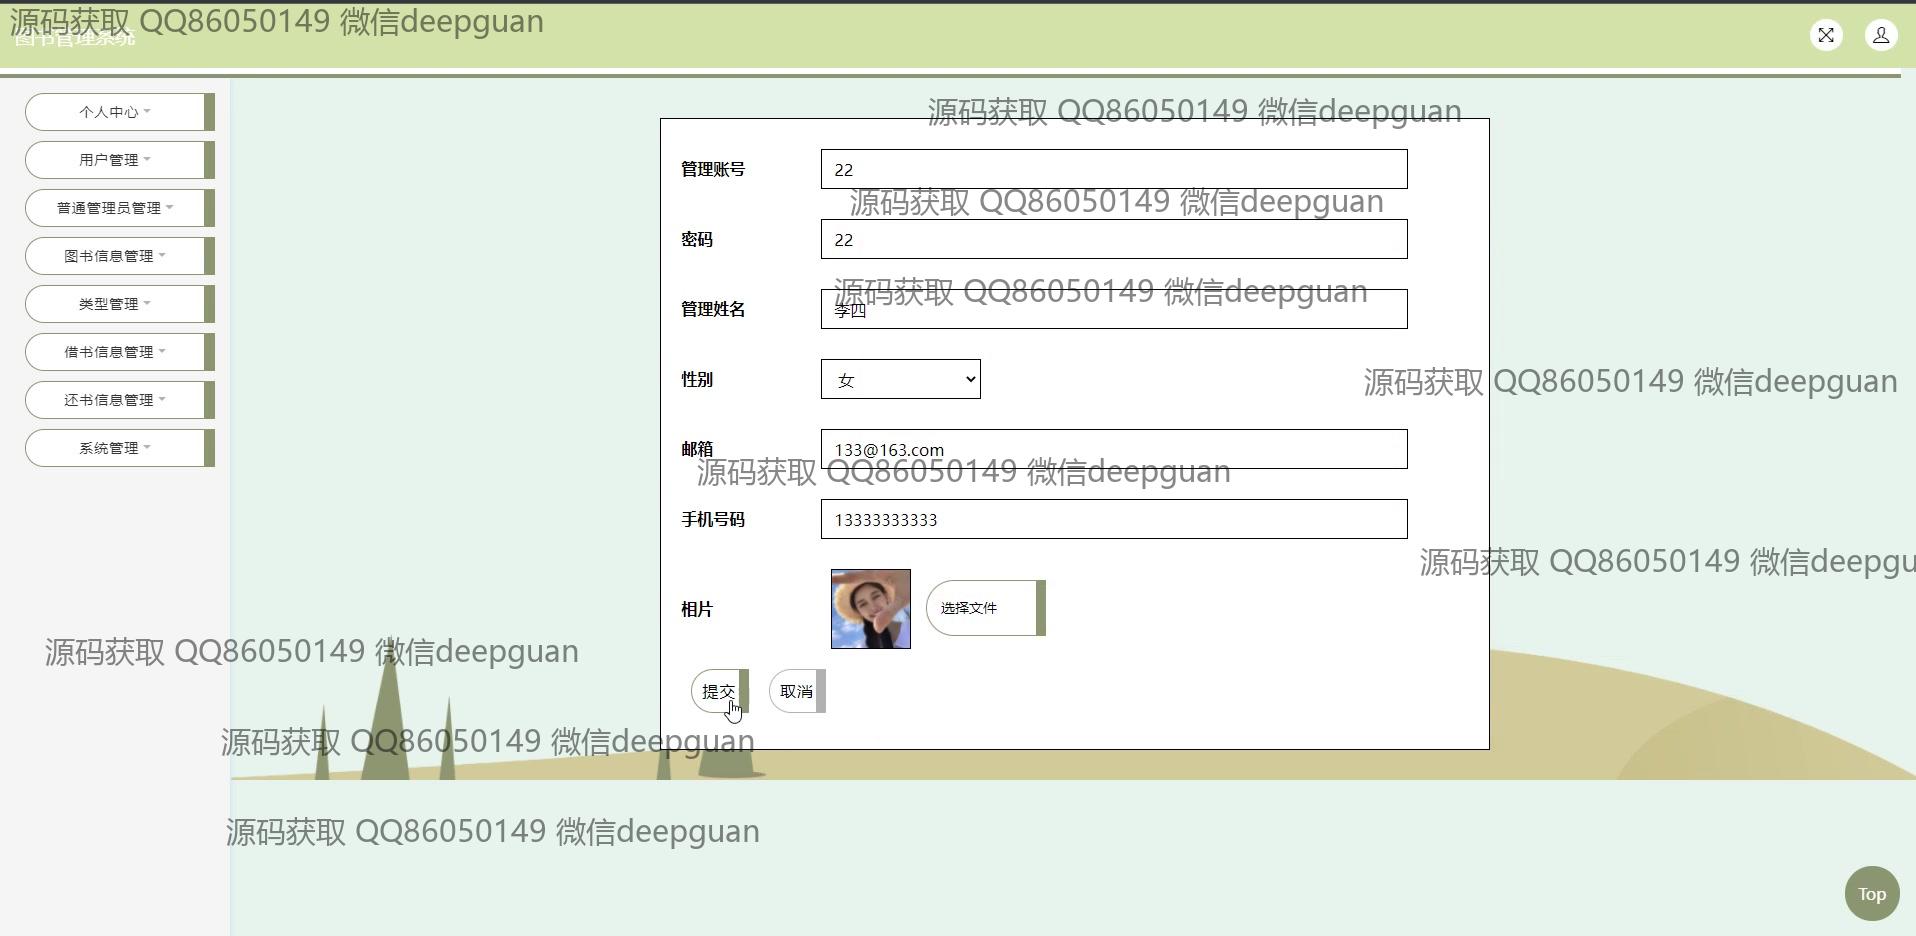 源码获取 QQ86050149 微信deepguan
图书管理系统
个人中心
用户管理
普通管理员管理
图书信息管理
类型管理
借书信息管理
还书信息管理
系统管理
源码获取 QQ86050149 微信deepguan
管理账号 22
源码获取 QQ86050149 微信deepguan
密码 22
源码获取 QQ86050149 微信deepguan
管理姓名 李四
性别 女
源码获取 QQ86050149 微信deepguan
邮箱 133@163.com
源码获取 QQ86050149 微信deepguan
手机号码 13333333333
源码获取 QQ86050149 微信deepgu
相片 选择文件
源码获取 QQ86050149 微信deepguan
提交 取消
源码获取 QQ86050149 微信deepguan
源码获取 QQ86050149 微信deepguan
Top